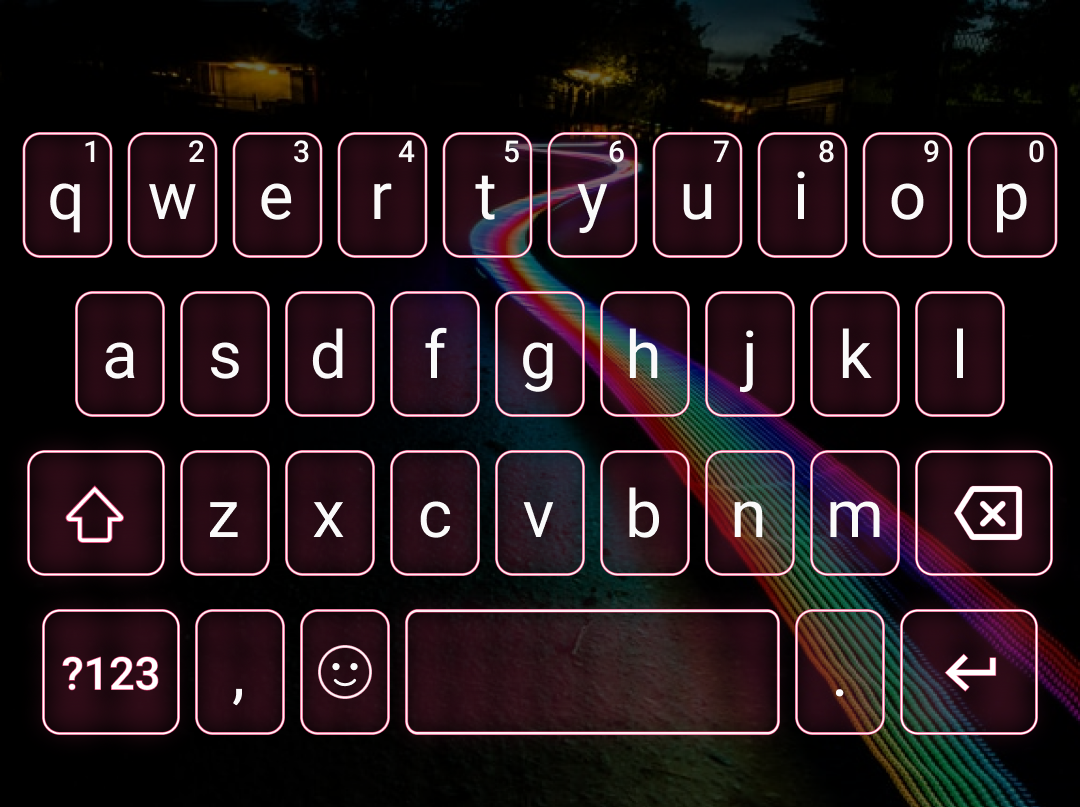 1 2 3 4 5 6 7 8 9 0
q w e r t y u i o p
a s d f g h j k l
z x c v b n m
?123 , .